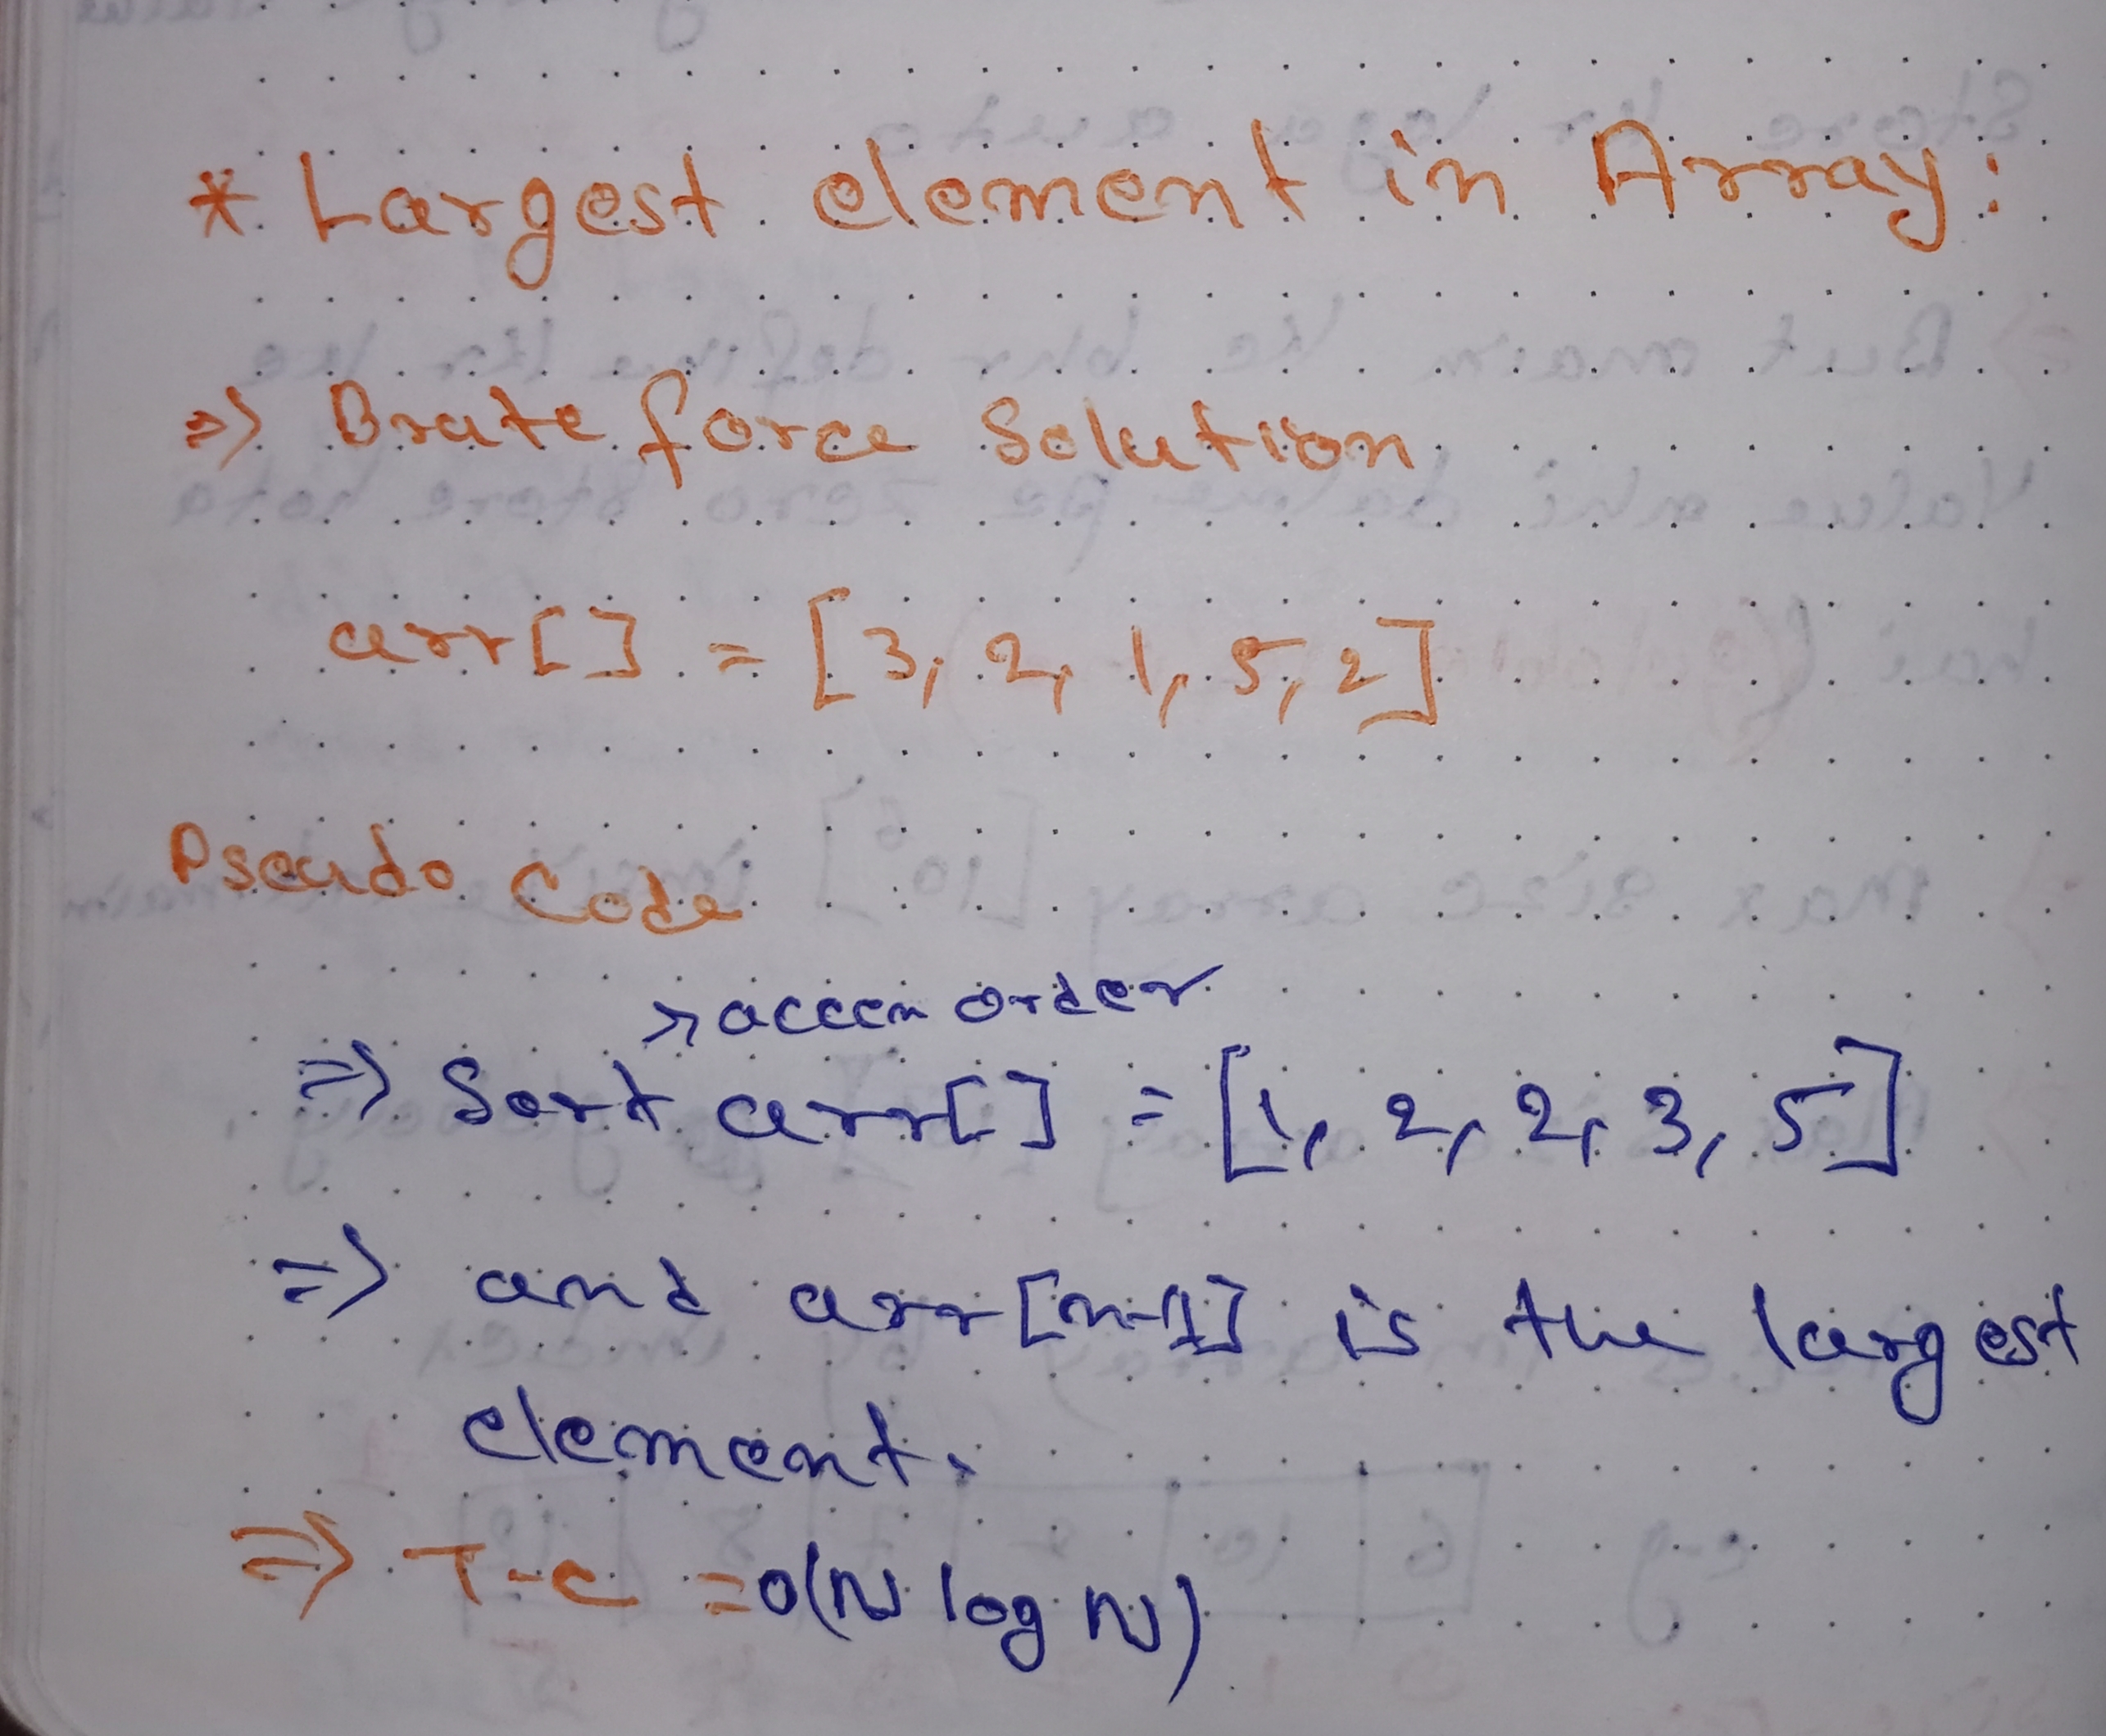 * Largest element in Array:
=> Brute force Solution
arr[] = [3, 2, 1, 5, 2]
Pseudo Code
→ accen order
=> Sort arr[] = [1, 2, 2, 3, 5]
=> and arr[n-1] is the largest
element.
=> T-C = O(N log N)